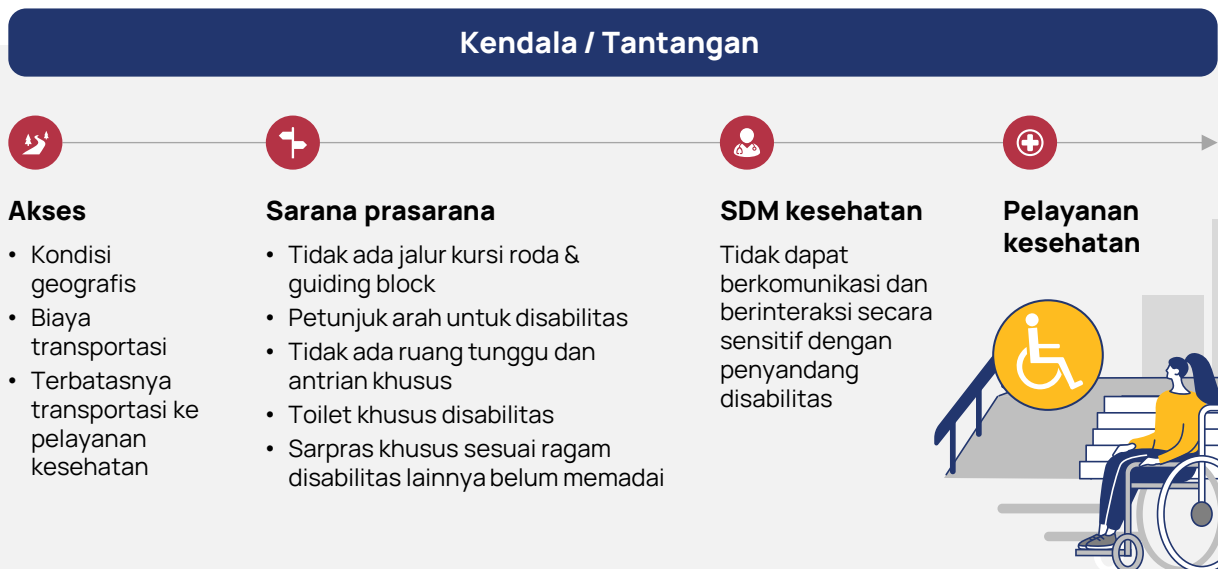 Kendala / Tantangan
Akses
• Kondisi
geografis
• Biaya
transportasi
• Terbatasnya
transportasi ke
pelayanan
kesehatan
Sarana prasarana
• Tidak ada jalur kursi roda &
guiding block
• Petunjuk arah untuk disabilitas
• Tidak ada ruang tunggu dan
antrian khusus
• Toilet khusus disabilitas
• Sarpras khusus sesuai ragam
disabilitas lainnya belum memadai
SDM kesehatan
Tidak dapat
berkomunikasi dan
berinteraksi secara
sensitif dengan
penyandang
disabilitas
Pelayanan
kesehatan